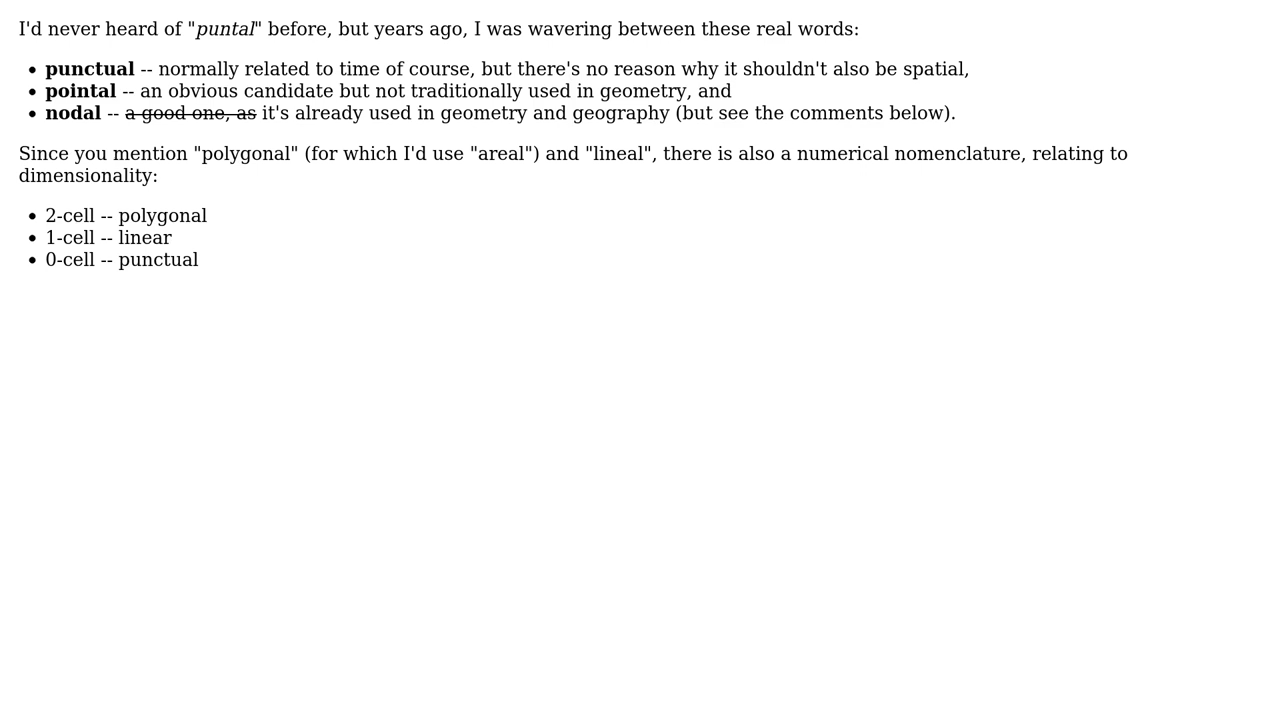 I'd never heard of "puntal" before, but years ago, I was wavering between these real words:
• punctual -- normally related to time of course, but there's no reason why it shouldn't also be spatial,
• pointal -- an obvious candidate but not traditionally used in geometry, and
• nodal -- a good one, as it's already used in geometry and geography (but see the comments below).
Since you mention "polygonal" (for which I'd use "areal") and "lineal", there is also a numerical nomenclature, relating to
dimensionality:
• 2-cell -- polygonal
• 1-cell -- linear
• 0-cell -- punctual